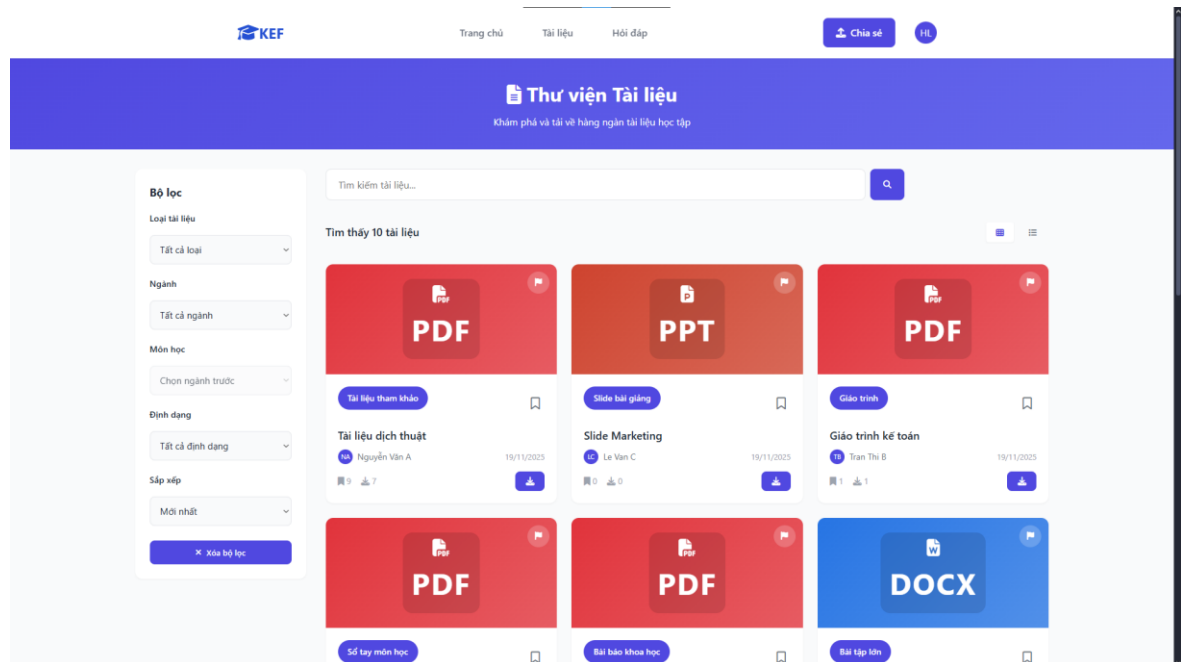 KEF
Trang chủ
Tài liệu
Hỏi đáp
Chia sẻ
HL
Thư viện Tài liệu
Khám phá và tải về hàng ngàn tài liệu học tập
Bộ lọc
Loại tài liệu
Tất cả loại
Ngành
Tất cả ngành
Môn học
Chọn ngành trước
Định dạng
Tất cả định dạng
Sắp xếp
Mới nhất
× Xóa bộ lọc
Tìm kiếm tài liệu...
Tìm thấy 10 tài liệu
PDF
PDF
Tài liệu tham khảo
Tài liệu dịch thuật
NA Nguyễn Văn A 19/11/2025
9 7
P
PPT
Slide bài giảng
Slide Marketing
LC Le Van C 19/11/2025
0 0
PDF
PDF
Giáo trình
Giáo trình kế toán
TB Tran Thi B 19/11/2025
1 1
PDF
PDF
Sổ tay môn học
PDF
PDF
Bài báo khoa học
W
DOCX
Bài tập lớn